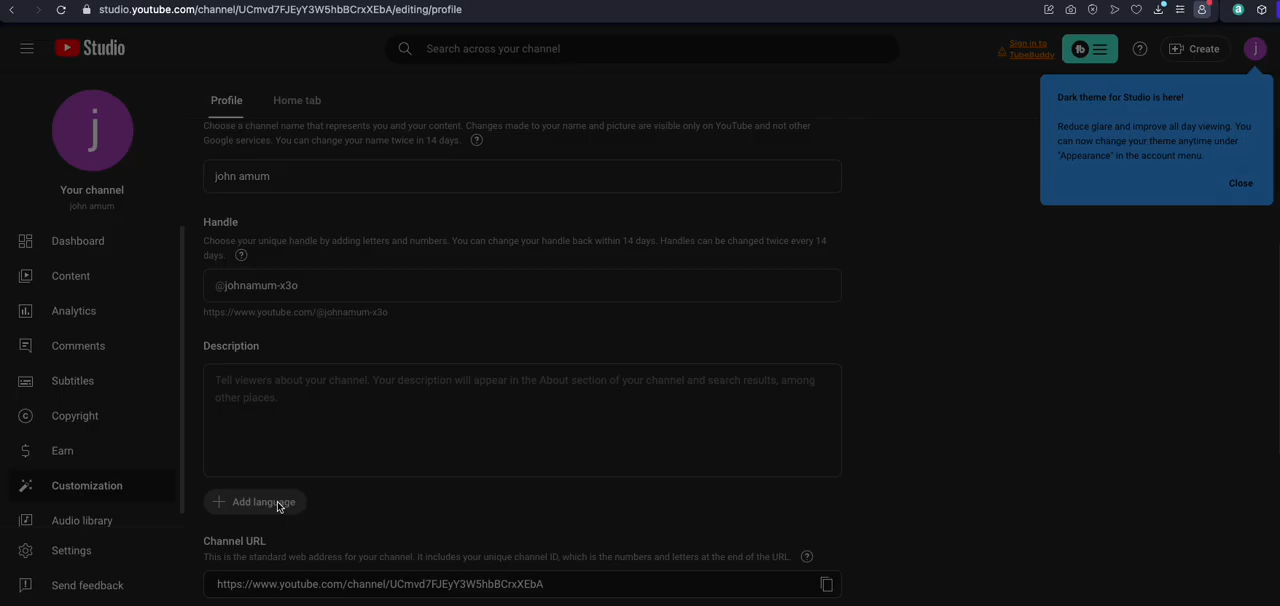 studio.youtube.com/channel/UCmvd7FJEyY3W5hbBCrxXEbA/editing/profile
Studio
Search across your channel
Sign in to
TubeBuddy
tb
Create
j
Profile
Home tab
Dark theme for Studio is here!
Reduce glare and improve all day viewing. You
can now change your theme anytime under
"Appearance" in the account menu.
Close
j
Your channel
john amum
Dashboard
Content
Analytics
Comments
Subtitles
Copyright
Earn
Customization
Audio library
Settings
Send feedback
Choose a channel name that represents you and your content. Changes made to your name and picture are visible only on YouTube and not other
Google services. You can change your name twice in 14 days.
john amum
Handle
Choose your unique handle by adding letters and numbers. You can change your handle back within 14 days. Handles can be changed twice every 14
days.
@johnamum-x3o
https://www.youtube.com/@johnamum-x3o
Description
Tell viewers about your channel. Your description will appear in the About section of your channel and search results, among
other places.
Add language
Channel URL
This is the standard web address for your channel. It includes your unique channel ID, which is the numbers and letters at the end of the URL.
https://www.youtube.com/channel/UCmvd7FJEyY3W5hbBCrxXEbA